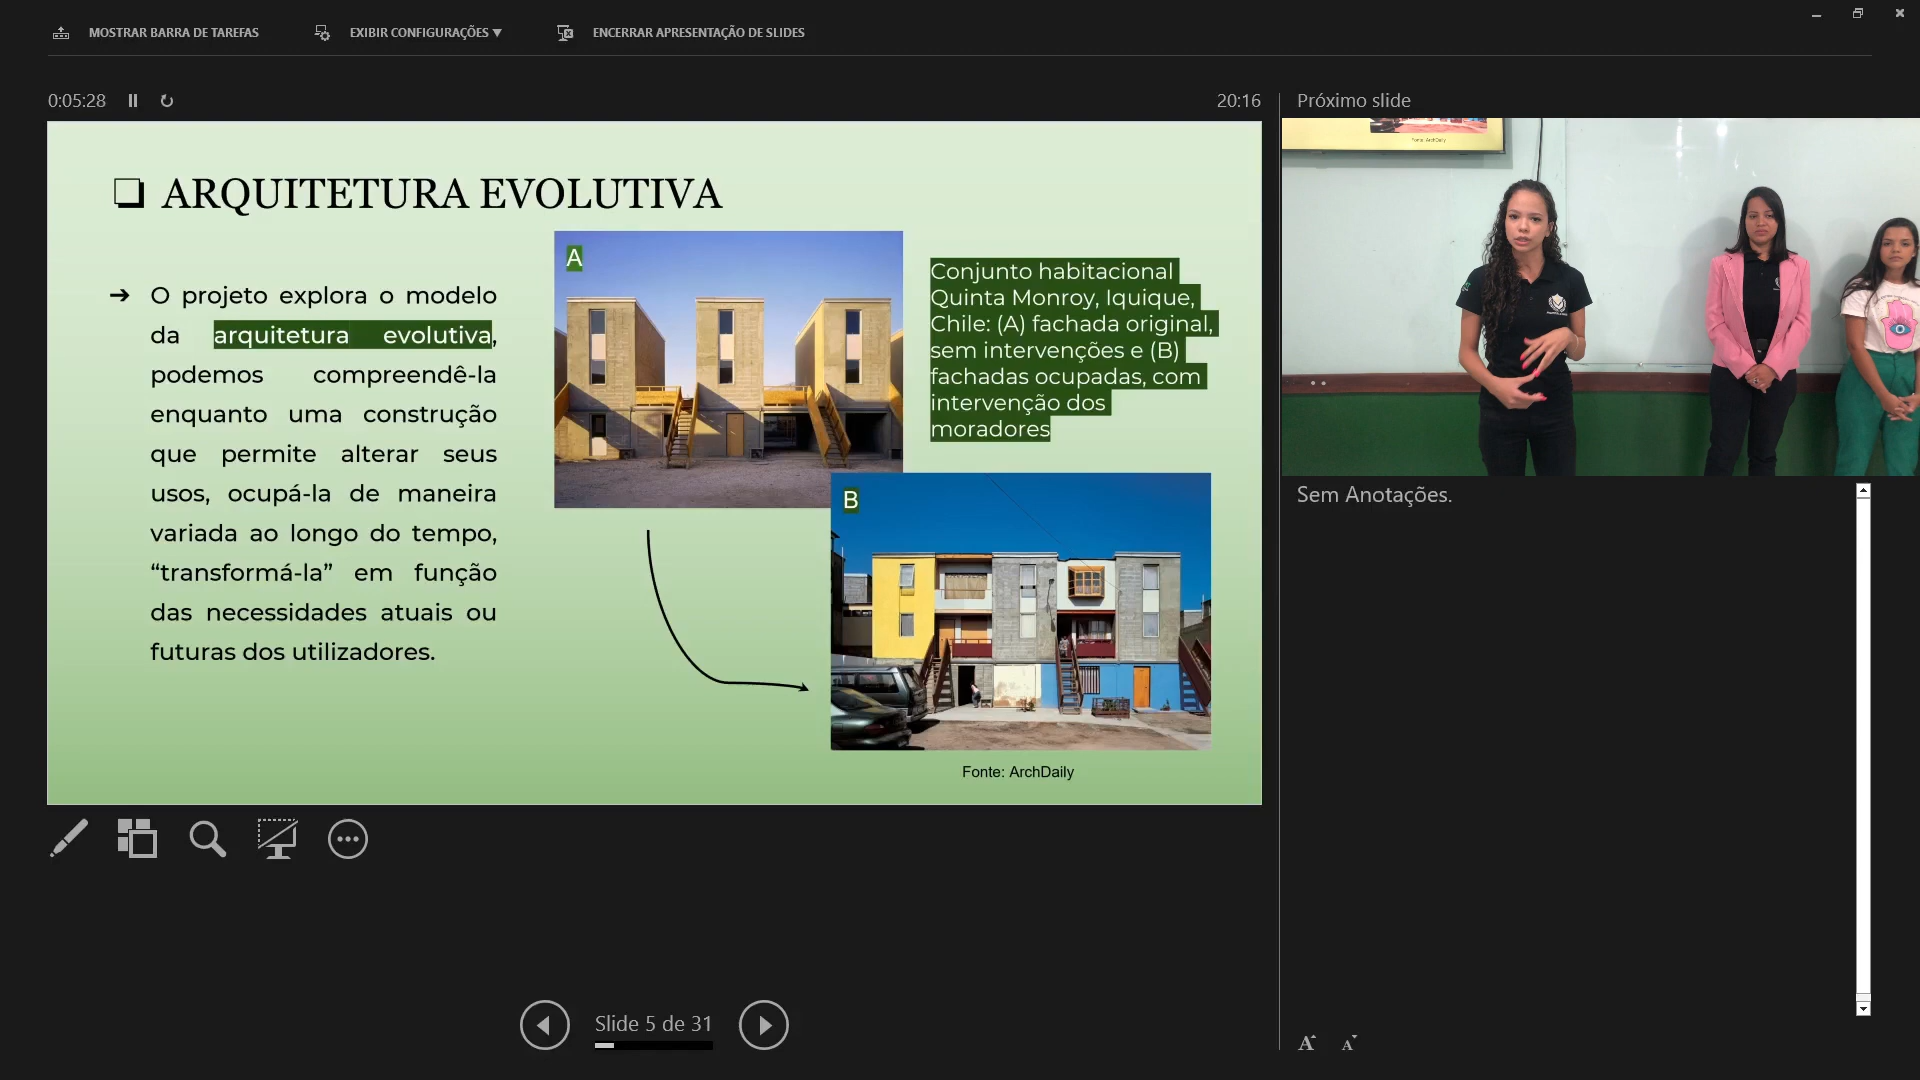 MOSTRAR BARRA DE TAREFAS
EXIBIR CONFIGURAÇÕES ▼
ENCERRAR APRESENTAÇÃO DE SLIDES
0:05:28
20:16
Próximo slide
❑ ARQUITETURA EVOLUTIVA
➔ O projeto explora o modelo
da arquitetura evolutiva,
podemos compreendê-la
enquanto uma construção
que permite alterar seus
usos, ocupá-la de maneira
variada ao longo do tempo,
“transformá-la” em função
das necessidades atuais ou
futuras dos utilizadores.
A
Conjunto habitacional
Quinta Monroy, Iquique,
Chile: (A) fachada original,
sem intervenções e (B)
fachadas ocupadas, com
intervenção dos
moradores
B
Fonte: ArchDaily
Fonte: ArchDaily
Sem Anotações.
Slide 5 de 31
A A